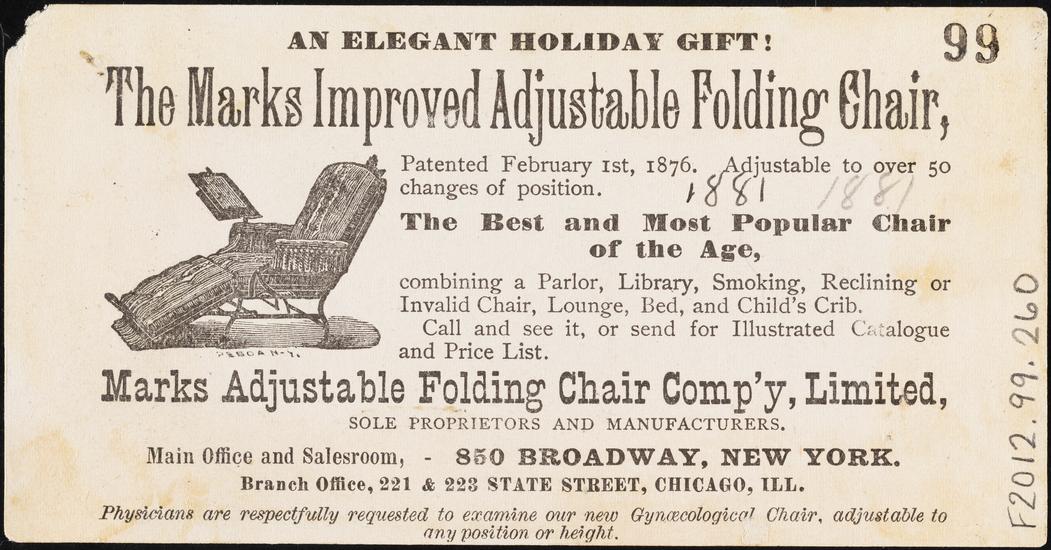 AN ELEGANT HOLIDAY GIFT!
99
The Marks Improved Adjustable Folding Chair,
Patented February 1st, 1876. Adjustable to over 50
changes of position.
1881 1881
The Best and Most Popular Chair
of the Age,
combining a Parlor, Library, Smoking, Reclining or
Invalid Chair, Lounge, Bed, and Child's Crib.
Call and see it, or send for Illustrated Catalogue
and Price List.
Marks Adjustable Folding Chair Comp'y, Limited,
SOLE PROPRIETORS AND MANUFACTURERS.
Main Office and Salesroom, - 850 BROADWAY, NEW YORK.
Branch Office, 221 & 223 STATE STREET, CHICAGO, ILL.
Physicians are respectfully requested to examine our new Gynæcological Chair, adjustable to
any position or height.
F2012.99.260